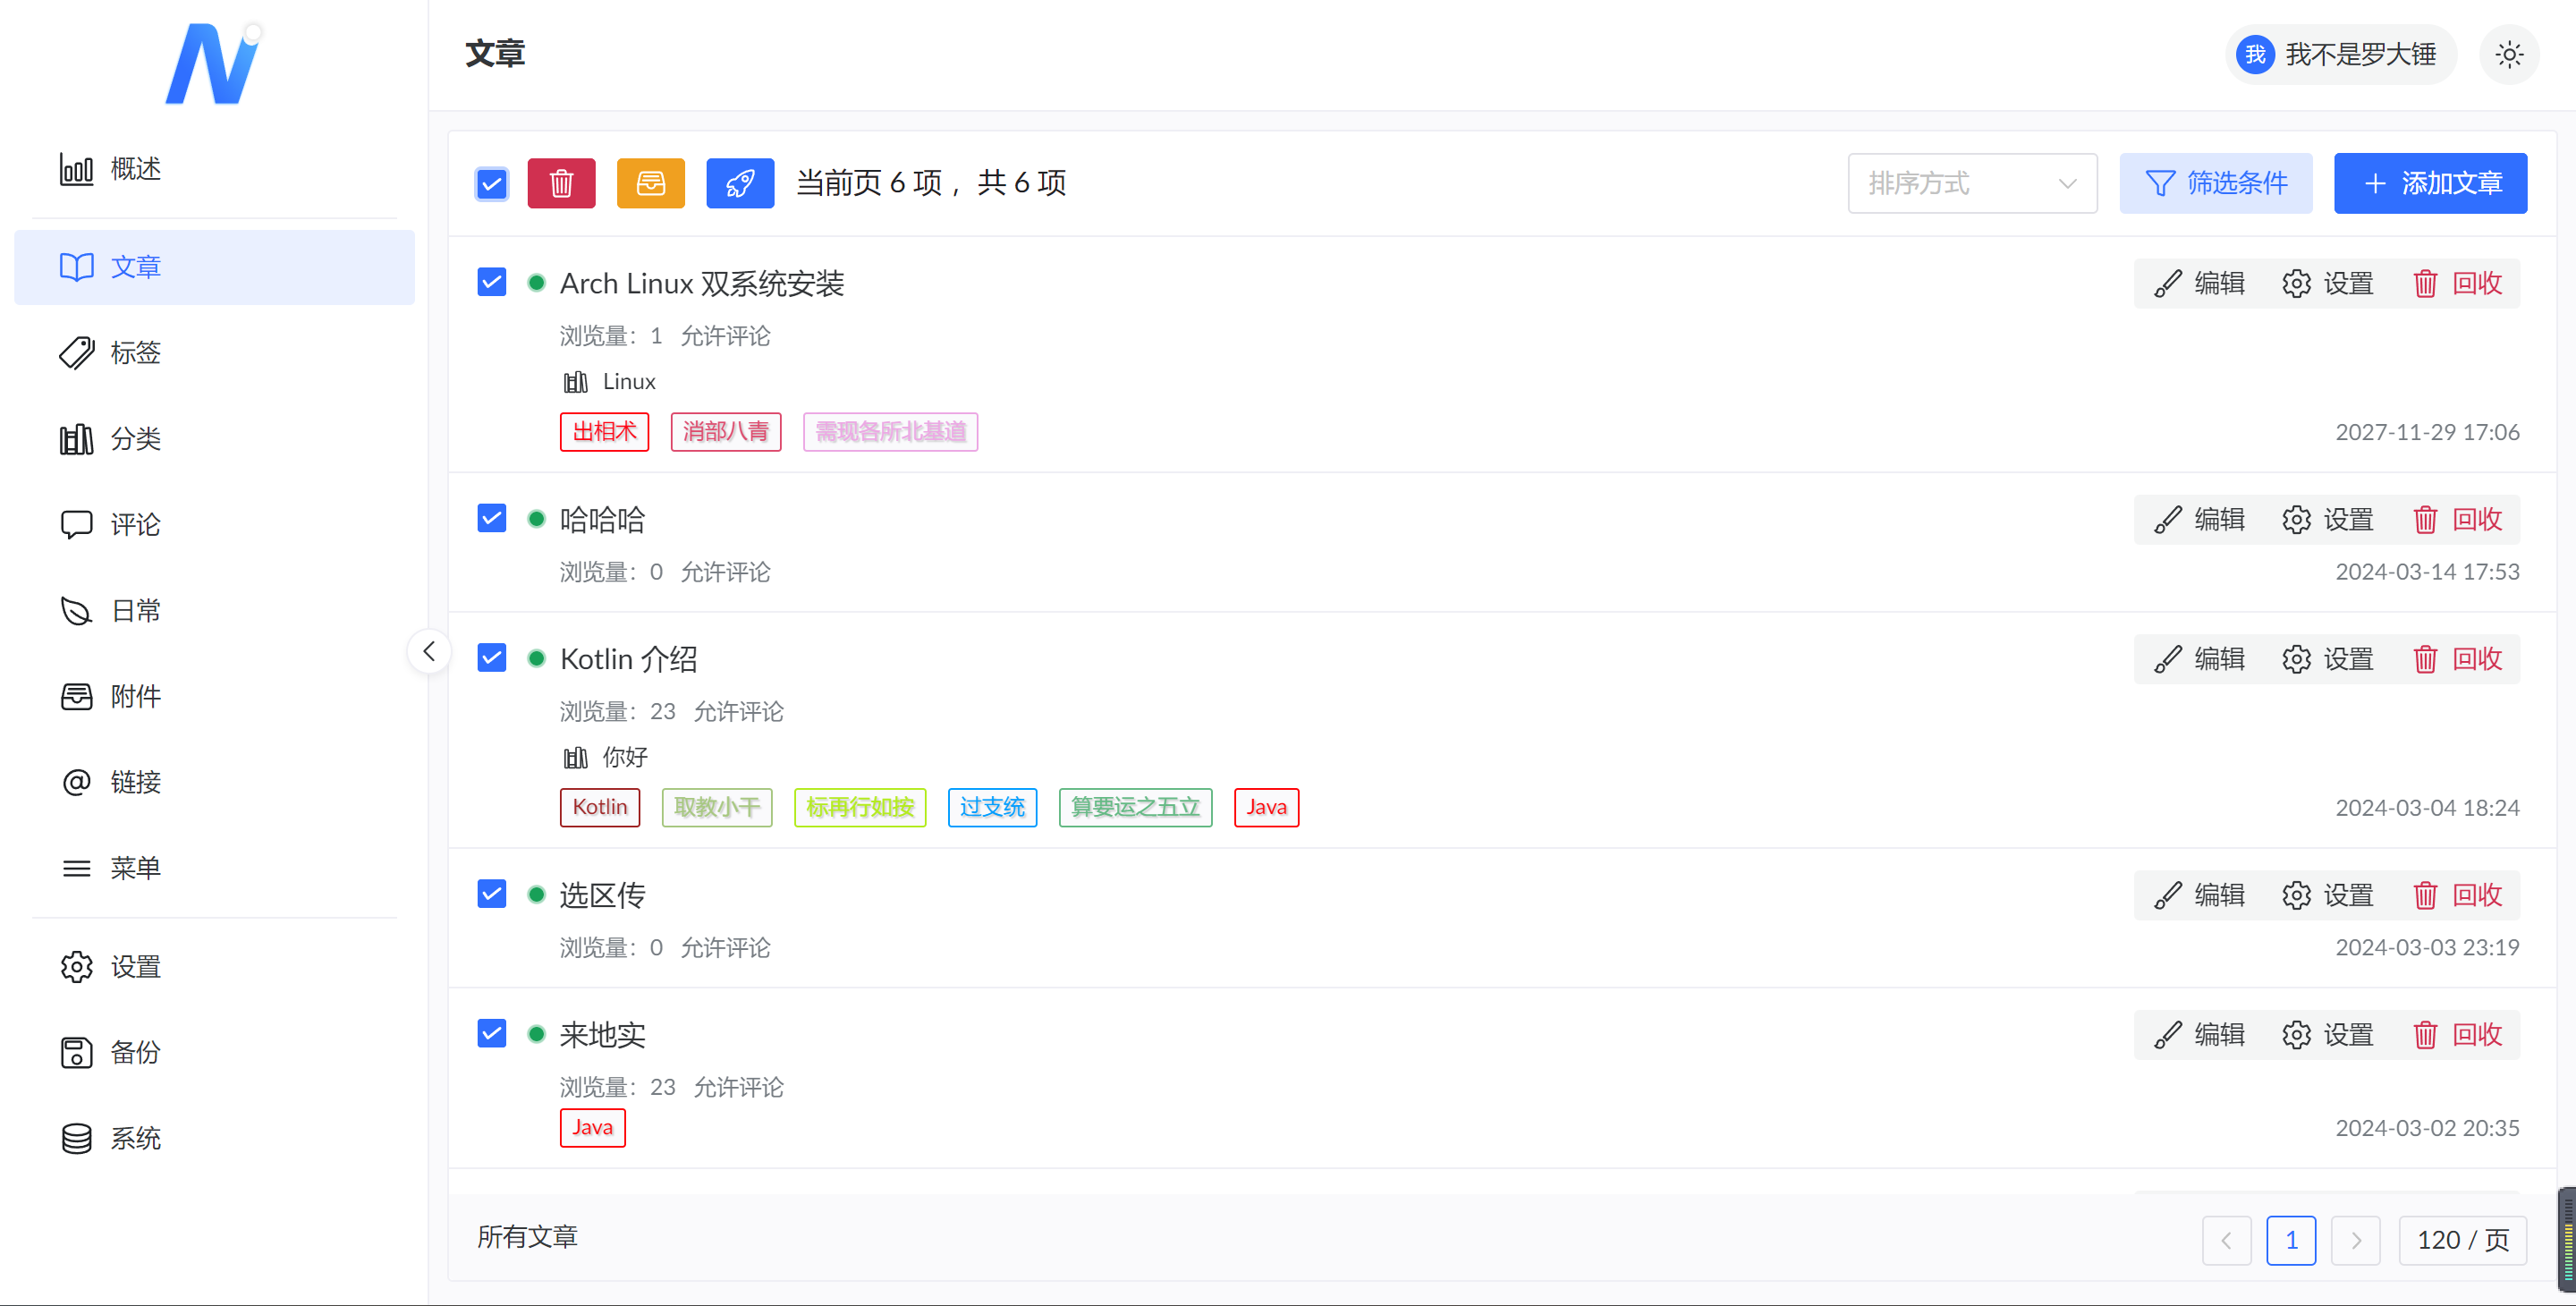 文章
我 我不是罗大锤
概述
文章
标签
分类
评论
日常
附件
链接
菜单
设置
备份
系统
当前页 6 项，共 6 项
排序方式
筛选条件
添加文章
Arch Linux 双系统安装
编辑 设置 回收
浏览量：1 允许评论
Linux
出相术 消部八青 需现各所北基道
2027-11-29 17:06
哈哈哈
编辑 设置 回收
浏览量：0 允许评论
2024-03-14 17:53
Kotlin 介绍
编辑 设置 回收
浏览量：23 允许评论
你好
Kotlin 取教小干 标再行如按 过支统 算要运之五立 Java
2024-03-04 18:24
选区传
编辑 设置 回收
浏览量：0 允许评论
2024-03-03 23:19
来地实
编辑 设置 回收
浏览量：23 允许评论
Java
2024-03-02 20:35
所有文章
1
120 / 页